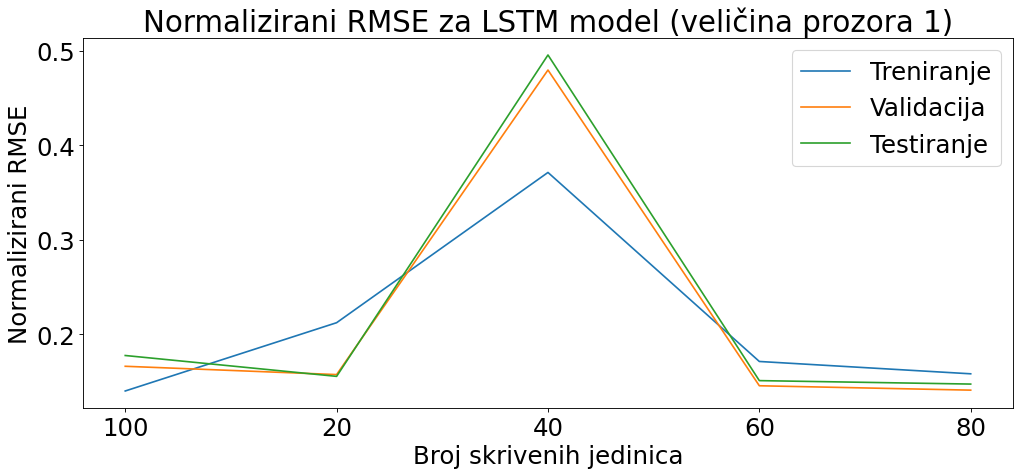 Normalizirani RMSE za LSTM model (veličina prozora 1)
Normalizirani RMSE
0.5
0.4
0.3
0.2
Treniranje
Validacija
Testiranje
100 20 40 60 80
Broj skrivenih jedinica